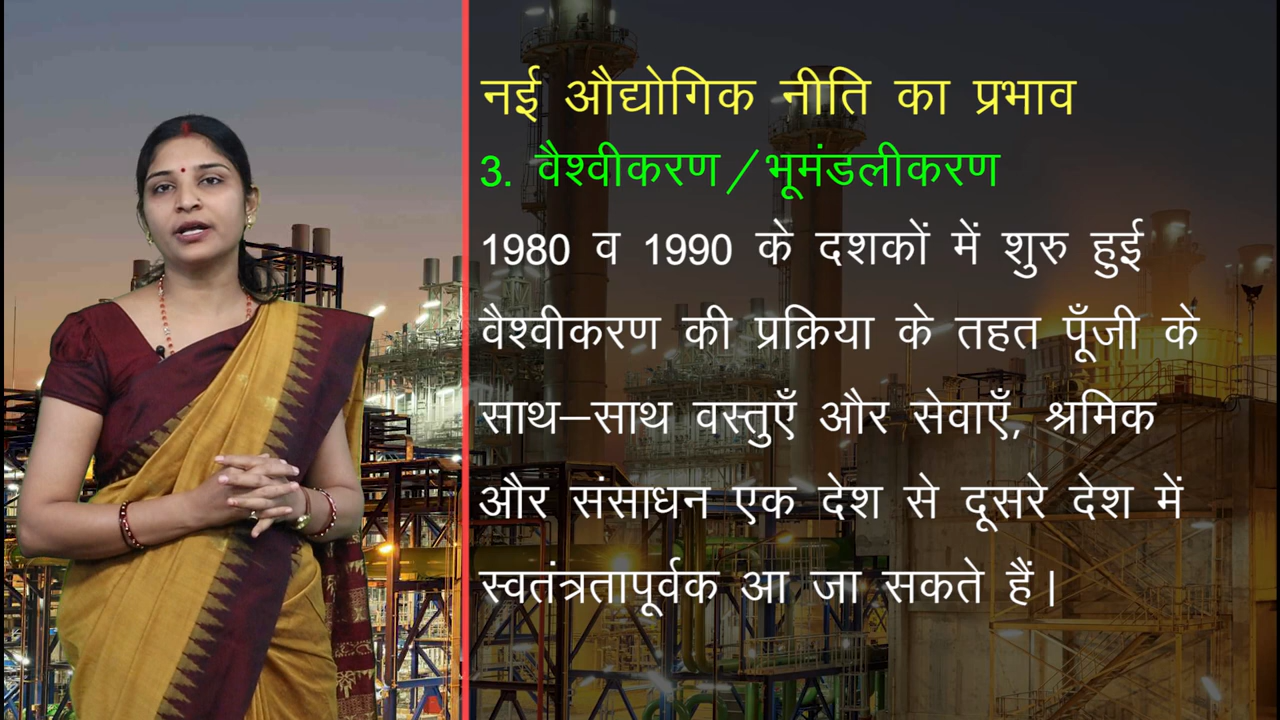 नई औद्योगिक नीति का प्रभाव
3. वैश्वीकरण/भूमंडलीकरण
1980 व 1990 के दशकों में शुरु हुई
वैश्वीकरण की प्रक्रिया के तहत पूँजी के
साथ–साथ वस्तुएँ और सेवाएँ, श्रमिक
और संसाधन एक देश से दूसरे देश में
स्वतंत्रतापूर्वक आ जा सकते हैं।